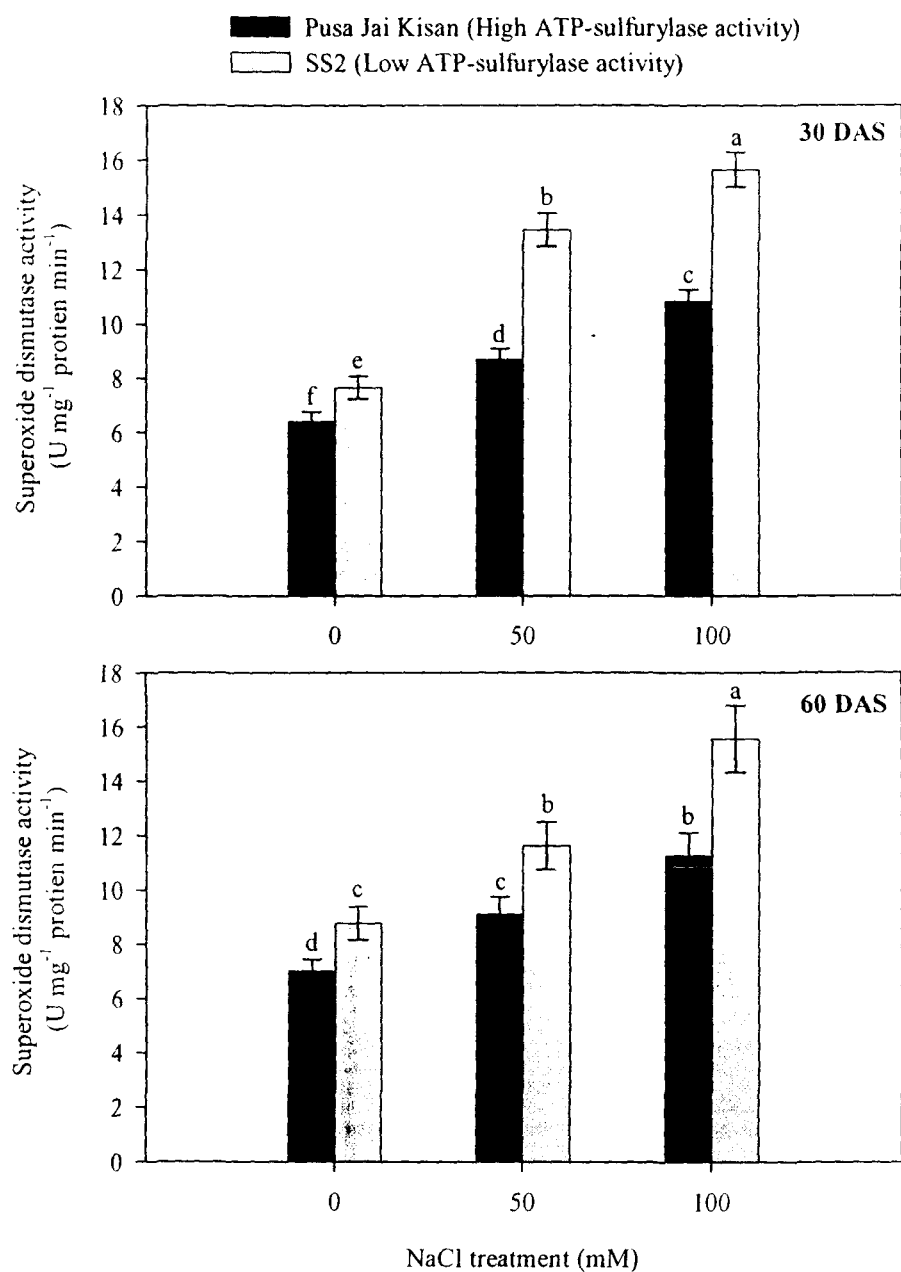 Pusa Jai Kisan (High ATP-sulfurylase activity)
SS2 (Low ATP-sulfurylase activity)
30 DAS
Superoxide dismutase activity
(U mg⁻¹ protien min⁻¹)
18
16
14
12
10
8
6
4
2
0
f
e
d
b
c
a
0
50
100
60 DAS
Superoxide dismutase activity
(U mg⁻¹ protien min⁻¹)
18
16
14
12
10
8
6
4
2
0
d
c
c
b
b
a
0
50
100
NaCl treatment (mM)